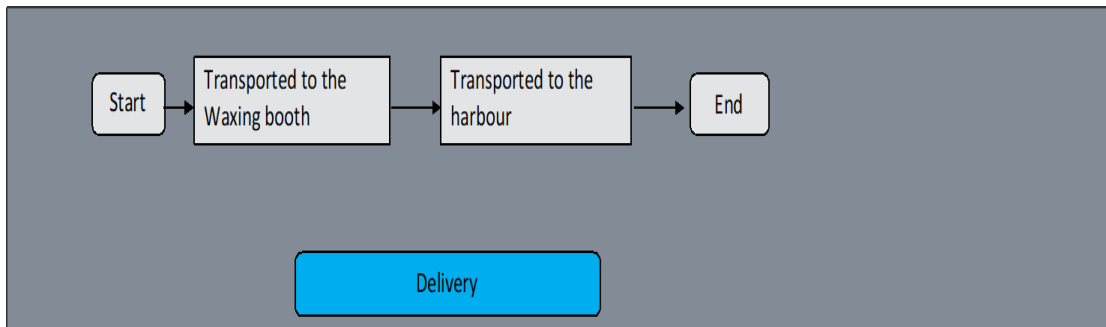 Start
Transported to the
Waxing booth
Transported to the
harbour
End
Delivery